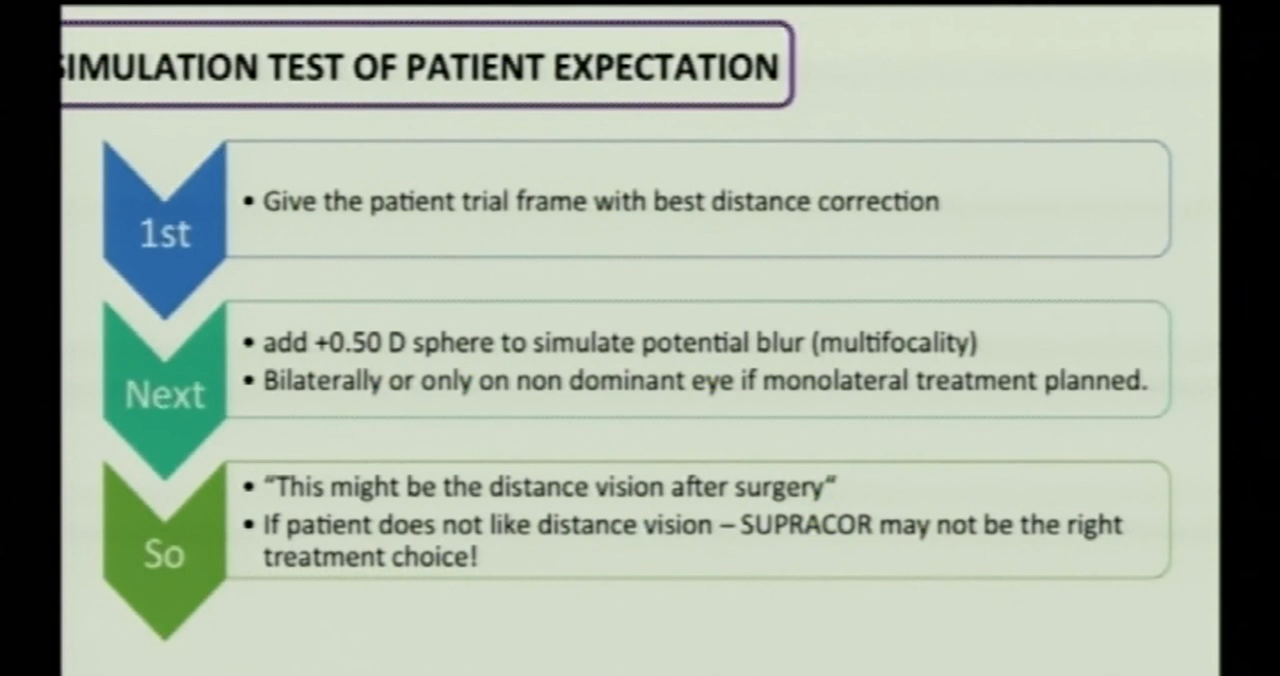 SIMULATION TEST OF PATIENT EXPECTATION
1st
• Give the patient trial frame with best distance correction
Next
• add +0.50 D sphere to simulate potential blur (multifocality)
• Bilaterally or only on non dominant eye if monolateral treatment planned.
So
• "This might be the distance vision after surgery"
• If patient does not like distance vision – SUPRACOR may not be the right
treatment choice!